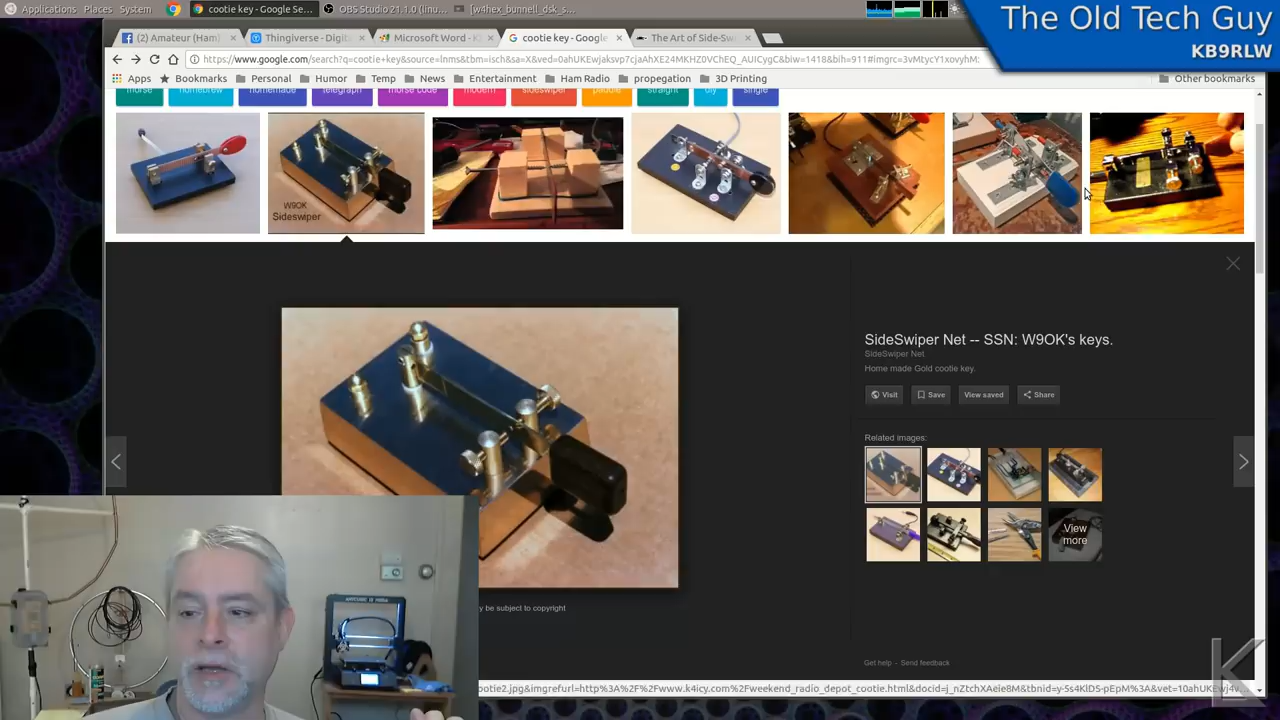 Applications Places System
cookie key - Google Se...
OBS Studio 21.1.0 (linu...
[w4hex_bunnell_dsk_s...
The Old Tech Guy
KB9RLW
(2) Amateur (Ham)
Thingiverse - Digit
Microsoft Word - K
cootie key - Google
The Art of Side-Sw
Apps
Bookmarks
Personal
Humor
Temp
News
Entertainment
Ham Radio
propegation
3D Printing
Other bookmarks
morse
homebrew
homemade
telegraph
morse code
modern
sideswiper
paddle
straight
diy
single
W9OK
Sideswiper
SideSwiper Net -- SSN: W9OK's keys.
SideSwiper Net
Home made Gold cootie key.
Visit
Save
View saved
Share
Related images:
View
more
y be subject to copyright
Get help - Send feedback
K